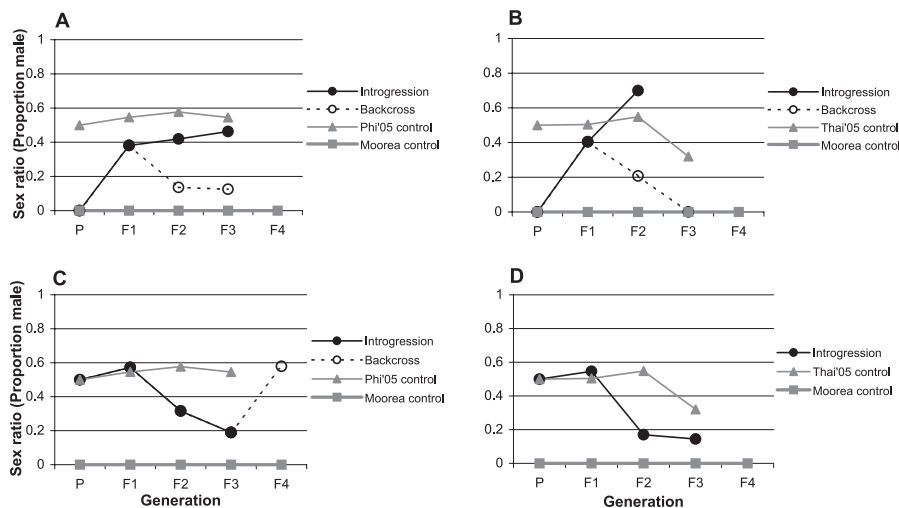 A
Sex ratio (Proportion male)
1
0.8
0.6
0.4
0.2
0
P F1 F2 F3 F4
Introgression
Backcross
Phi'05 control
Moorea control
B
1
0.8
0.6
0.4
0.2
0
P F1 F2 F3 F4
Introgression
Backcross
Thai'05 control
Moorea control
C
Sex ratio (Proportion male)
1
0.8
0.6
0.4
0.2
0
P F1 F2 F3 F4
Generation
Introgression
Backcross
Phi'05 control
Moorea control
D
1
0.8
0.6
0.4
0.2
0
P F1 F2 F3 F4
Generation
Introgression
Thai'05 control
Moorea control